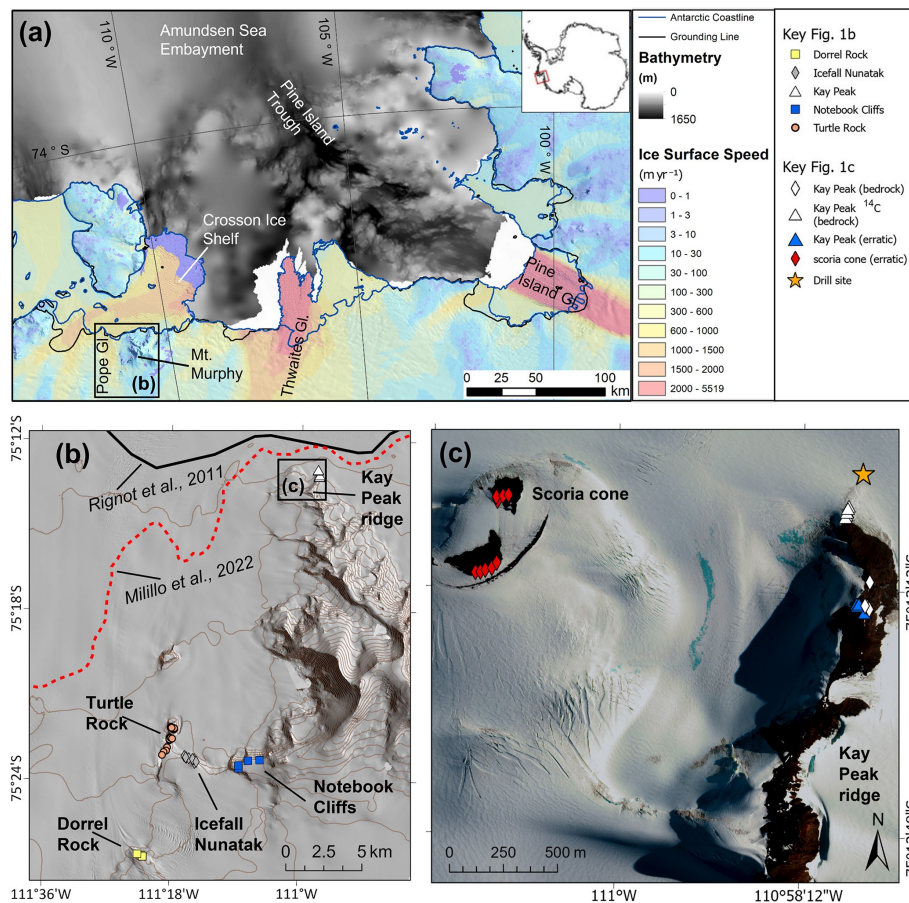 (a)
110 ° W
Amundsen Sea
Embayment
105 ° W
Pine Island
Trough
74 ° S
100 ° W
Crosson Ice
Shelf
Pope Gl.
Mt.
Murphy
(b)
Thwaites Gl.
Pine
Island Gl.
0 25 50 100
km
Antarctic Coastline
Grounding Line
Bathymetry
(m)
0
1650
Ice Surface Speed
(m yr⁻¹)
0 - 1
1 - 3
3 - 10
10 - 30
30 - 100
100 - 300
300 - 600
600 - 1000
1000 - 1500
1500 - 2000
2000 - 5519
Key Fig. 1b
Dorrel Rock
Icefall Nunatak
Kay Peak
Notebook Cliffs
Turtle Rock
Key Fig. 1c
Kay Peak (bedrock)
Kay Peak ¹⁴C
(bedrock)
Kay Peak (erratic)
scoria cone (erratic)
Drill site
(b)
75°12'S
75°18'S
75°24'S
Rignot et al., 2011
(c)
Kay
Peak
ridge
Milillo et al., 2022
Turtle
Rock
Notebook
Cliffs
Icefall
Nunatak
Dorrel
Rock
0 2.5 5 km
111°36'W 111°18'W 111°W
(c)
Scoria cone
Kay
Peak
ridge
N
0 250 500 m
111°W 110°58'12"W